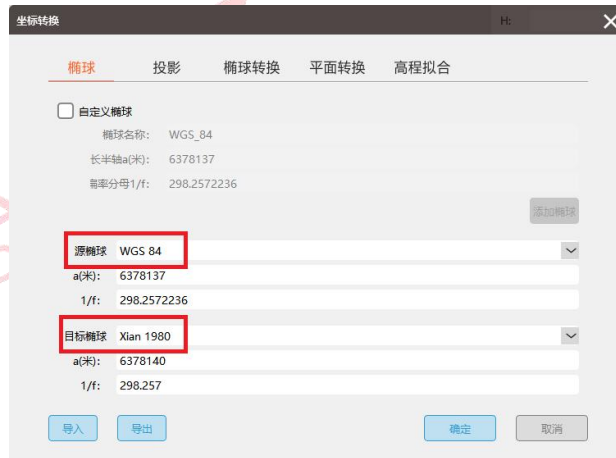 坐标转换 H:
椭球 投影 椭球转换 平面转换 高程拟合
自定义椭球
椭球名称: WGS_84
长半轴a(米): 6378137
扁率分母1/f: 298.2572236
添加椭球
源椭球 WGS 84
a(米): 6378137
1/f: 298.2572236
目标椭球 Xian 1980
a(米): 6378140
1/f: 298.257
导入 导出 确定 取消